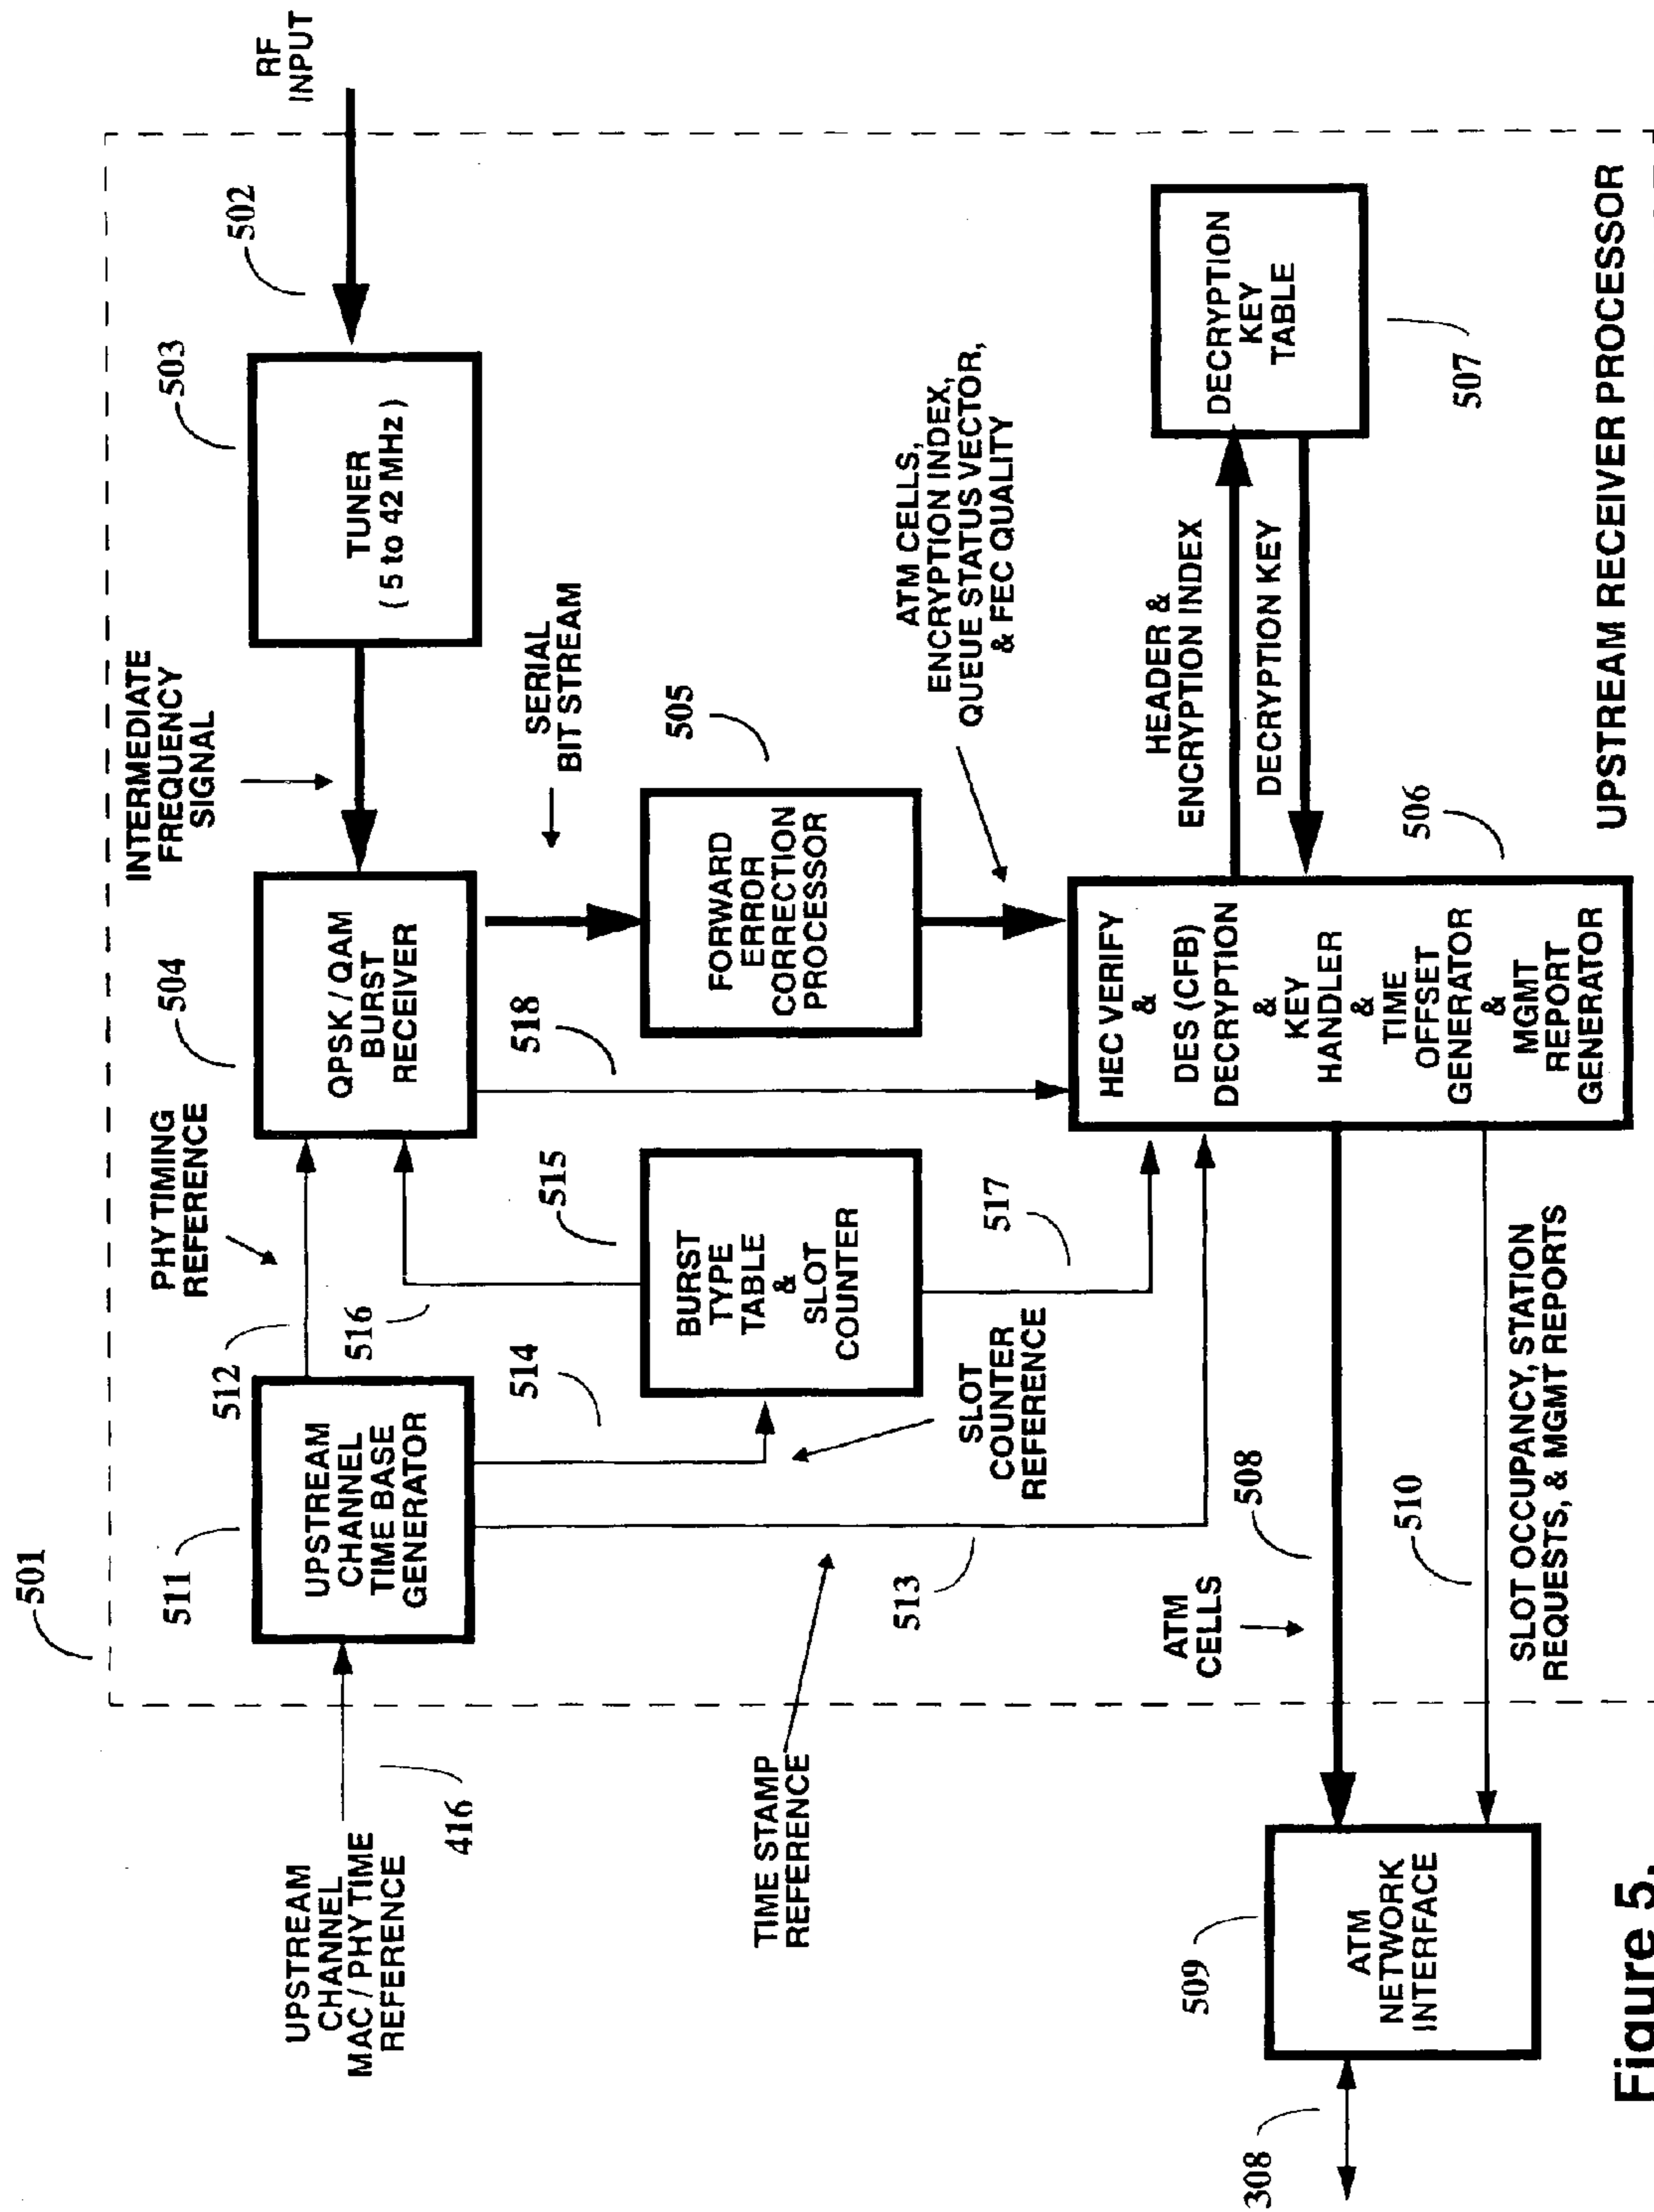 501
UPSTREAM
CHANNEL
MAC / PHY TIME
REFERENCE
416
511
UPSTREAM
CHANNEL
TIME BASE
GENERATOR
512
PHY TIMING
REFERENCE
516
504
QPSK / QAM
BURST
RECEIVER
INTERMEDIATE
FREQUENCY
SIGNAL
503
TUNER
( 5 to 42 MHz )
502
RF
INPUT
514
515
BURST
TYPE
TABLE
&
SLOT
COUNTER
518
505
FORWARD
ERROR
CORRECTION
PROCESSOR
SERIAL
BIT STREAM
TIME STAMP
REFERENCE
513
SLOT
COUNTER
REFERENCE
517
ATM CELLS,
ENCRYPTION INDEX,
QUEUE STATUS VECTOR,
& FEC QUALITY
506
HEC VERIFY
&
DES (CFB)
DECRYPTION
&
KEY
HANDLER
&
TIME
OFFSET
GENERATOR
&
MGMT
REPORT
GENERATOR
HEADER &
ENCRYPTION INDEX
DECRYPTION KEY
DECRYPTION
KEY
TABLE
507
ATM
CELLS
508
510
SLOT OCCUPANCY, STATION
REQUESTS, & MGMT REPORTS
509
ATM
NETWORK
INTERFACE
308
UPSTREAM RECEIVER PROCESSOR
Figure 5.